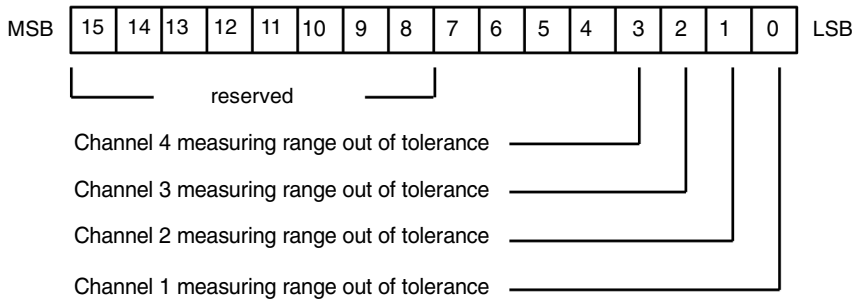 MSB 15 14 13 12 11 10 9 8 7 6 5 4 3 2 1 0 LSB
reserved
Channel 4 measuring range out of tolerance
Channel 3 measuring range out of tolerance
Channel 2 measuring range out of tolerance
Channel 1 measuring range out of tolerance